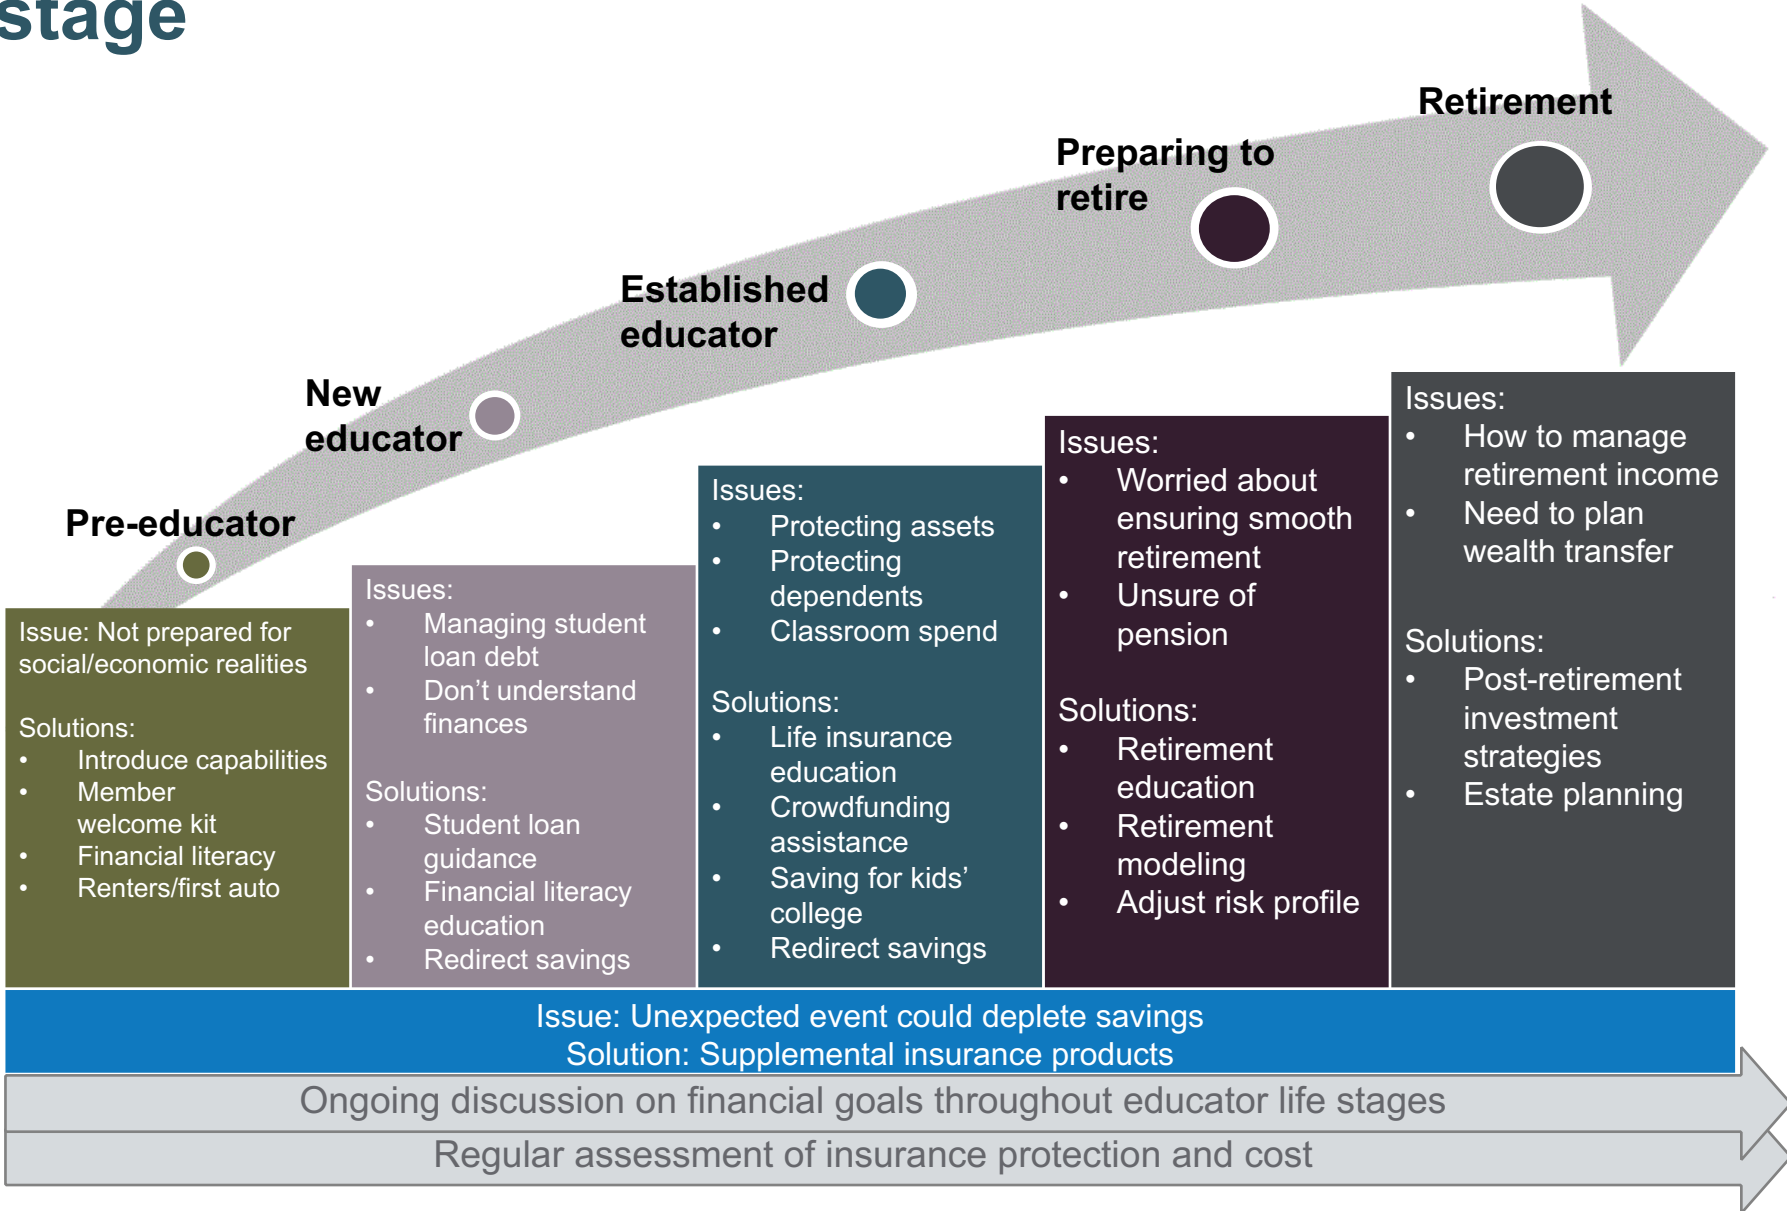 stage
Retirement
Preparing to
retire
Established
educator
New
educator
Pre-educator
Issue: Not prepared for
social/economic realities
Solutions:
• Introduce capabilities
• Member
welcome kit
• Financial literacy
• Renters/first auto
Issues:
• Managing student
loan debt
• Don’t understand
finances
Solutions:
• Student loan
guidance
• Financial literacy
education
• Redirect savings
Issues:
• Protecting assets
• Protecting
dependents
• Classroom spend
Solutions:
• Life insurance
education
• Crowdfunding
assistance
• Saving for kids’
college
• Redirect savings
Issues:
• Worried about
ensuring smooth
retirement
• Unsure of
pension
Solutions:
• Retirement
education
• Retirement
modeling
• Adjust risk profile
Issues:
• How to manage
retirement income
• Need to plan
wealth transfer
Solutions:
• Post-retirement
investment
strategies
• Estate planning
Issue: Unexpected event could deplete savings
Solution: Supplemental insurance products
Ongoing discussion on financial goals throughout educator life stages
Regular assessment of insurance protection and cost